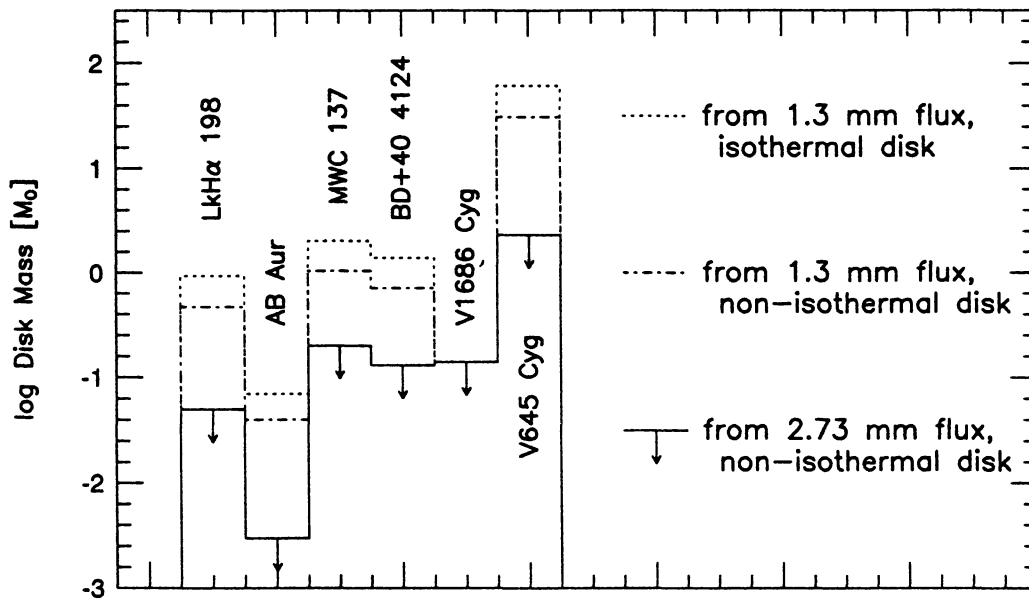 2
1
0
-1
-2
-3
log Disk Mass [M⊙]
LkHα 198
AB Aur
MWC 137
BD+40 4124
V1686 Cyg
V645 Cyg
from 1.3 mm flux,
isothermal disk
from 1.3 mm flux,
non-isothermal disk
from 2.73 mm flux,
non-isothermal disk